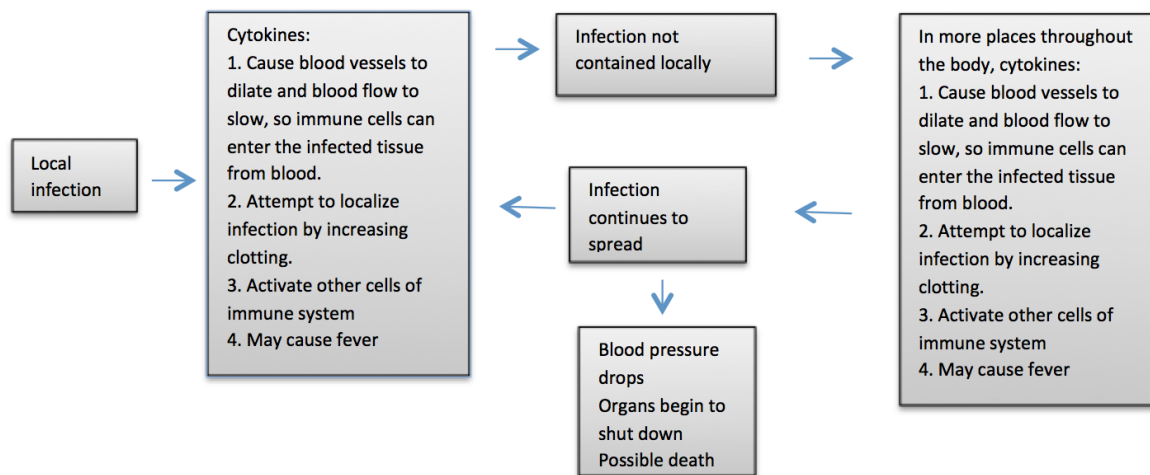 Local
infection
Cytokines:
1. Cause blood vessels to
dilate and blood flow to
slow, so immune cells can
enter the infected tissue
from blood.
2. Attempt to localize
infection by increasing
clotting.
3. Activate other cells of
immune system
4. May cause fever
Infection not
contained locally
In more places throughout
the body, cytokines:
1. Cause blood vessels to
dilate and blood flow to
slow, so immune cells can
enter the infected tissue
from blood.
2. Attempt to localize
infection by increasing
clotting.
3. Activate other cells of
immune system
4. May cause fever
Infection
continues to
spread
Blood pressure
drops
Organs begin to
shut down
Possible death